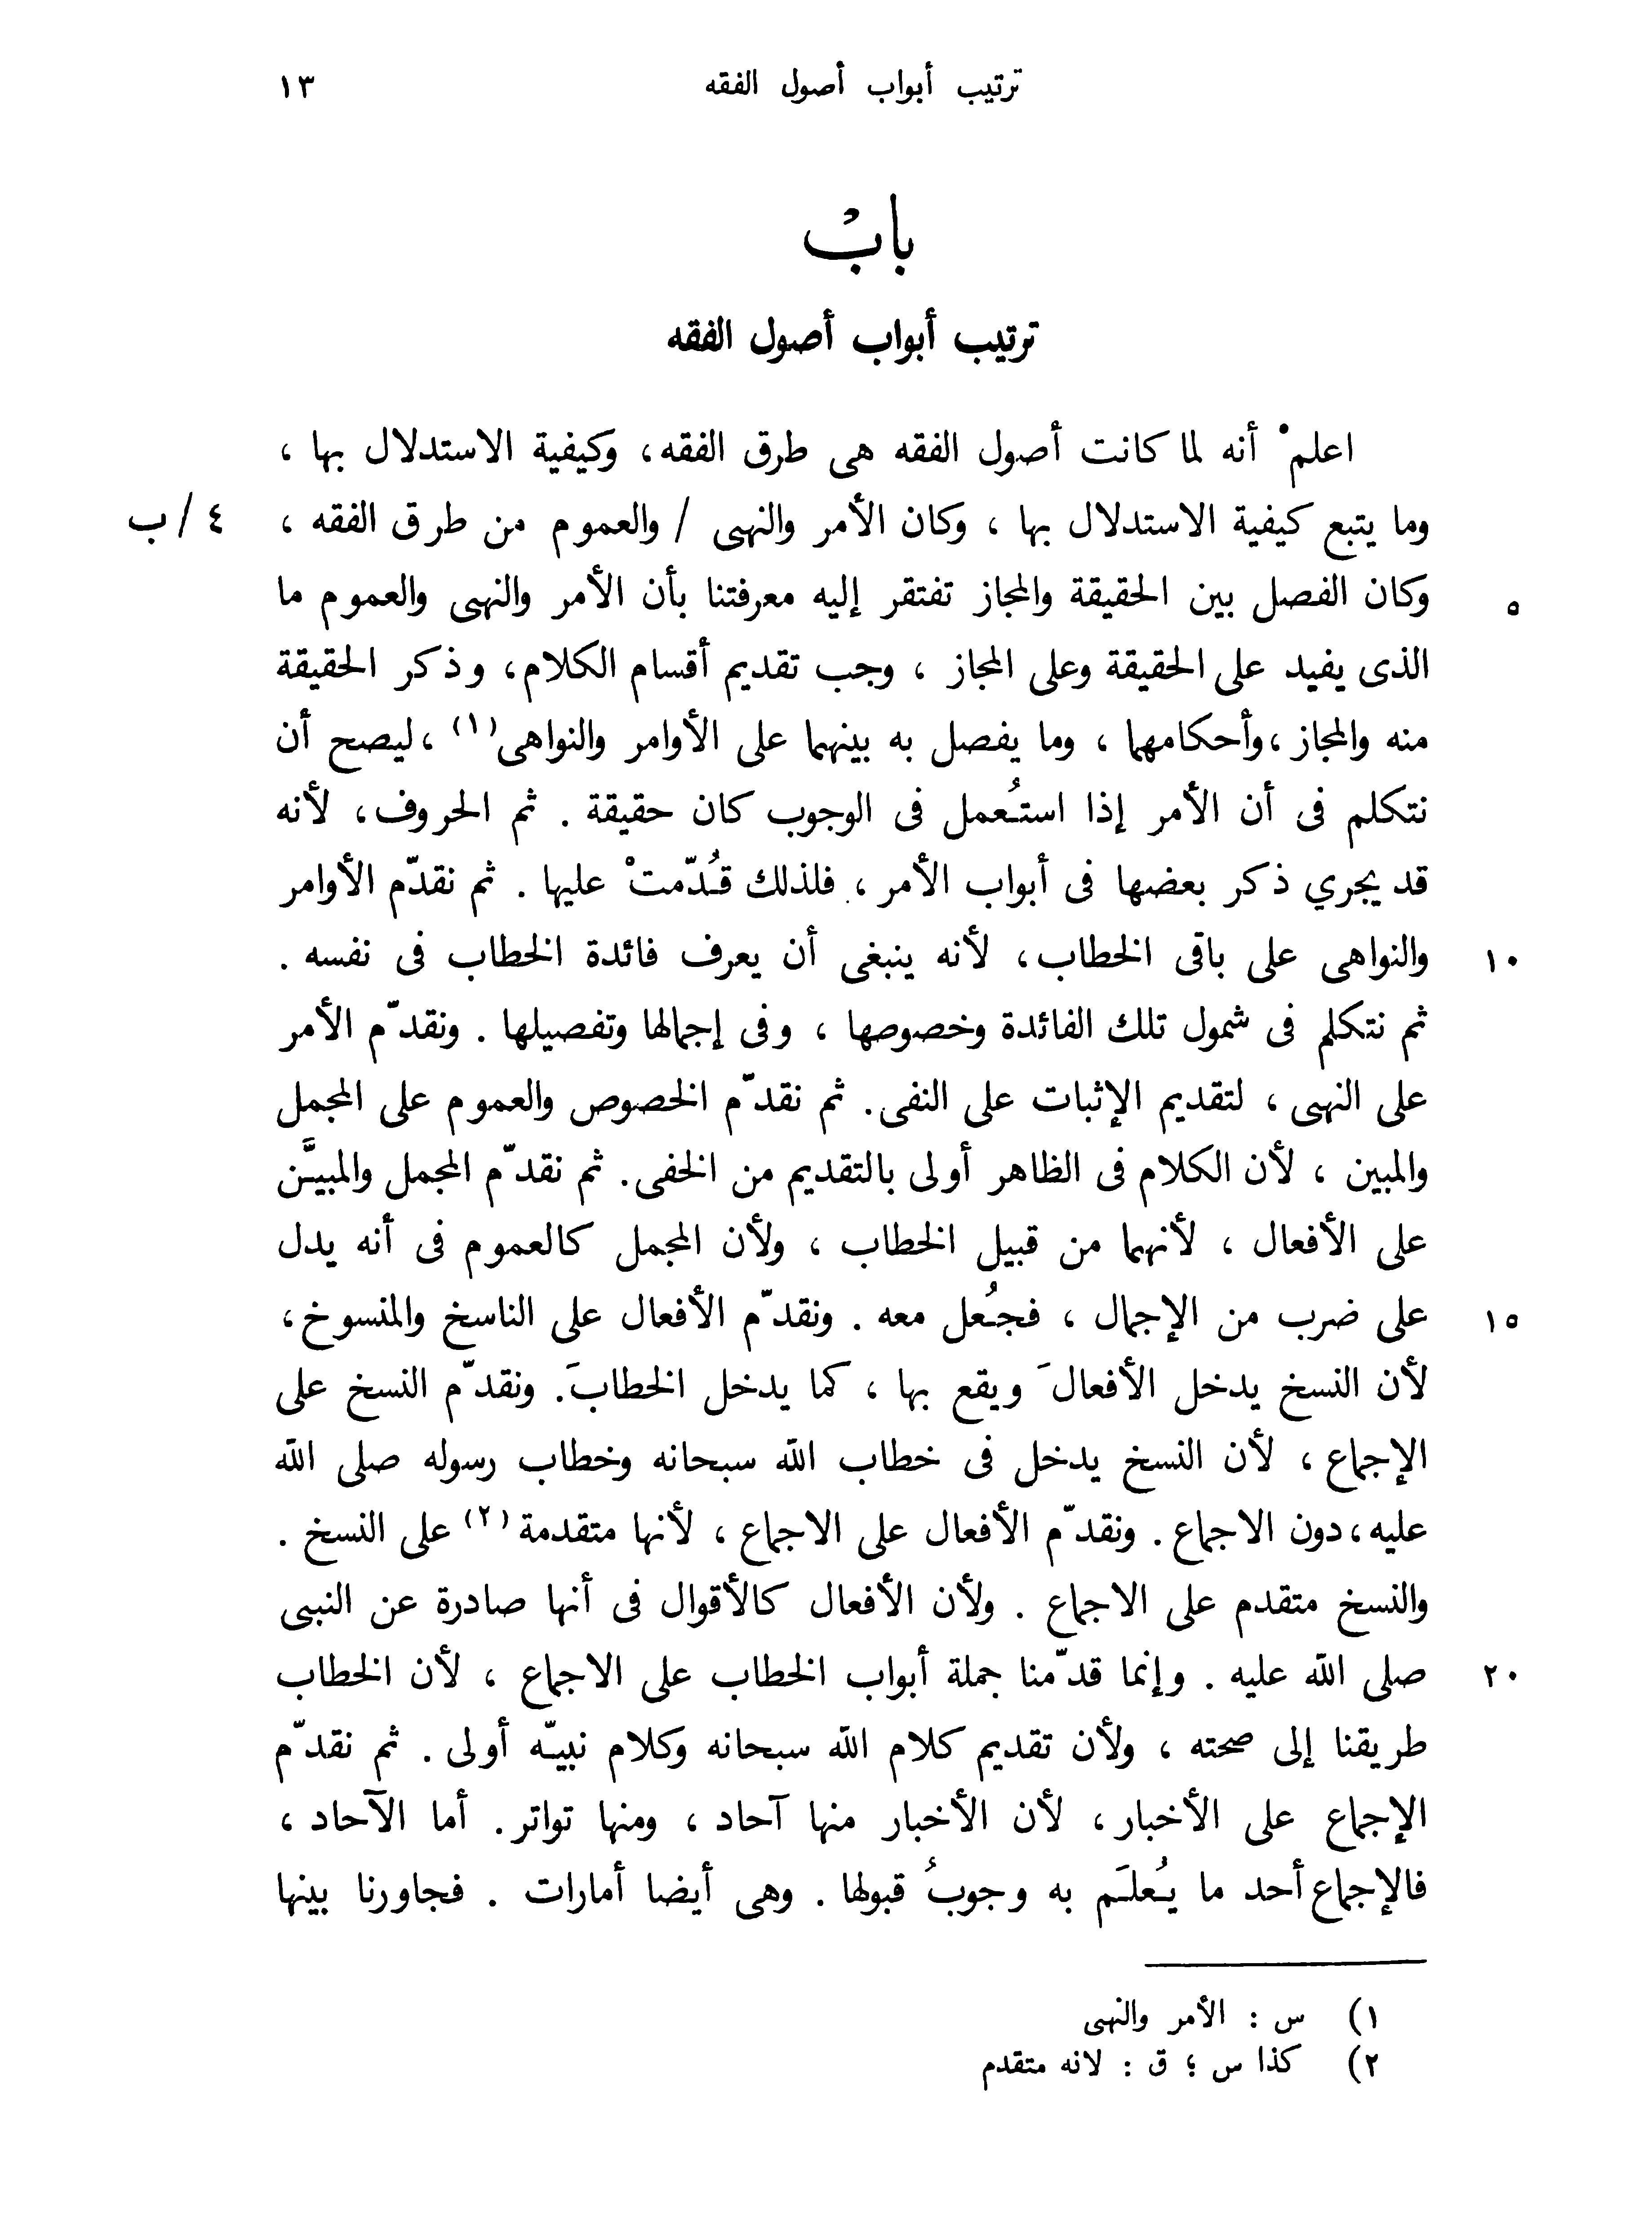 ترتيب أبواب أصول الفقه ١٣
بابْ
ترتيب أبواب أصول الفقه
اعلمْ أنه لما كانت أصول الفقه هى طرق الفقه، وكيفية الاستدلال بها ،
وما يتبع كيفية الاستدلال بها ، وكان الأمر والنهى / والعموم من طرق الفقه ، ٤ / ب
وكان الفصل بين الحقيقة والمجاز تفتقر إليه معرفتنا بأن الأمر والنهى والعموم ما ٥
الذى يفيد على الحقيقة وعلى المجاز ، وجب تقديم أقسام الكلام، وذكر الحقيقة
منه والمجاز ،وأحكامهما ، وما يفصل به بينهما على الأوامر والنواهى(١) ،ليصح أن
نتكلم فى أن الأمر إذا استُعمل فى الوجوب كان حقيقة . ثم الحروف، لأنه
قد يجري ذكر بعضها فى أبواب الأمر ، فلذلك قُدّمتْ عليها . ثم نقدّم الأوامر
والنواهى على باقى الخطاب، لأنه ينبغى أن يعرف فائدة الخطاب فى نفسه . ١٠
ثم نتكلم فى شمول تلك الفائدة وخصوصها ، وفى إجمالها وتفصيلها . ونقدّم الأمر
على النهى ، لتقديم الإثبات على النفى. ثم نقدّم الخصوص والعموم على المجمل
والمبين ، لأن الكلام فى الظاهر أولى بالتقديم من الخفى. ثم نقدّم المجمل والمبيَّن
على الأفعال ، لأنهما من قبيل الخطاب ، ولأن المجمل كالعموم فى أنه يدل
على ضرب من الإجمال ، فجُعل معه . ونقدّم الأفعال على الناسخ والمنسوخ، ١٥
لأن النسخ يدخل الأفعالَ ويقع بها ، كما يدخل الخطابَ. ونقدّم النسخ على
الإجماع ، لأن النسخ يدخل فى خطاب الله سبحانه وخطاب رسوله صلى الله
عليه ،دون الاجماع . ونقدّم الأفعال على الاجماع ، لأنها متقدمة (٢) على النسخ .
والنسخ متقدم على الاجماع . ولأن الأفعال كالأقوال فى أنها صادرة عن النبى
صلى الله عليه . وإنما قدّمنا جملة أبواب الخطاب على الاجماع ، لأن الخطاب ٢٠
طريقنا إلى صحته ، ولأن تقديم كلام الله سبحانه وكلام نبيّه أولى . ثم نقدّم
الإجماع على الأخبار، لأن الأخبار منها آحاد ، ومنها تواتر. أما الآحاد ،
فالإجماع أحد ما يُعلَم به وجوبُ قبولها . وهى أيضا أمارات . فجاورنا بينها
١) س : الأمر والنهى
٢) كذا س ؛ ق : لانه متقدم